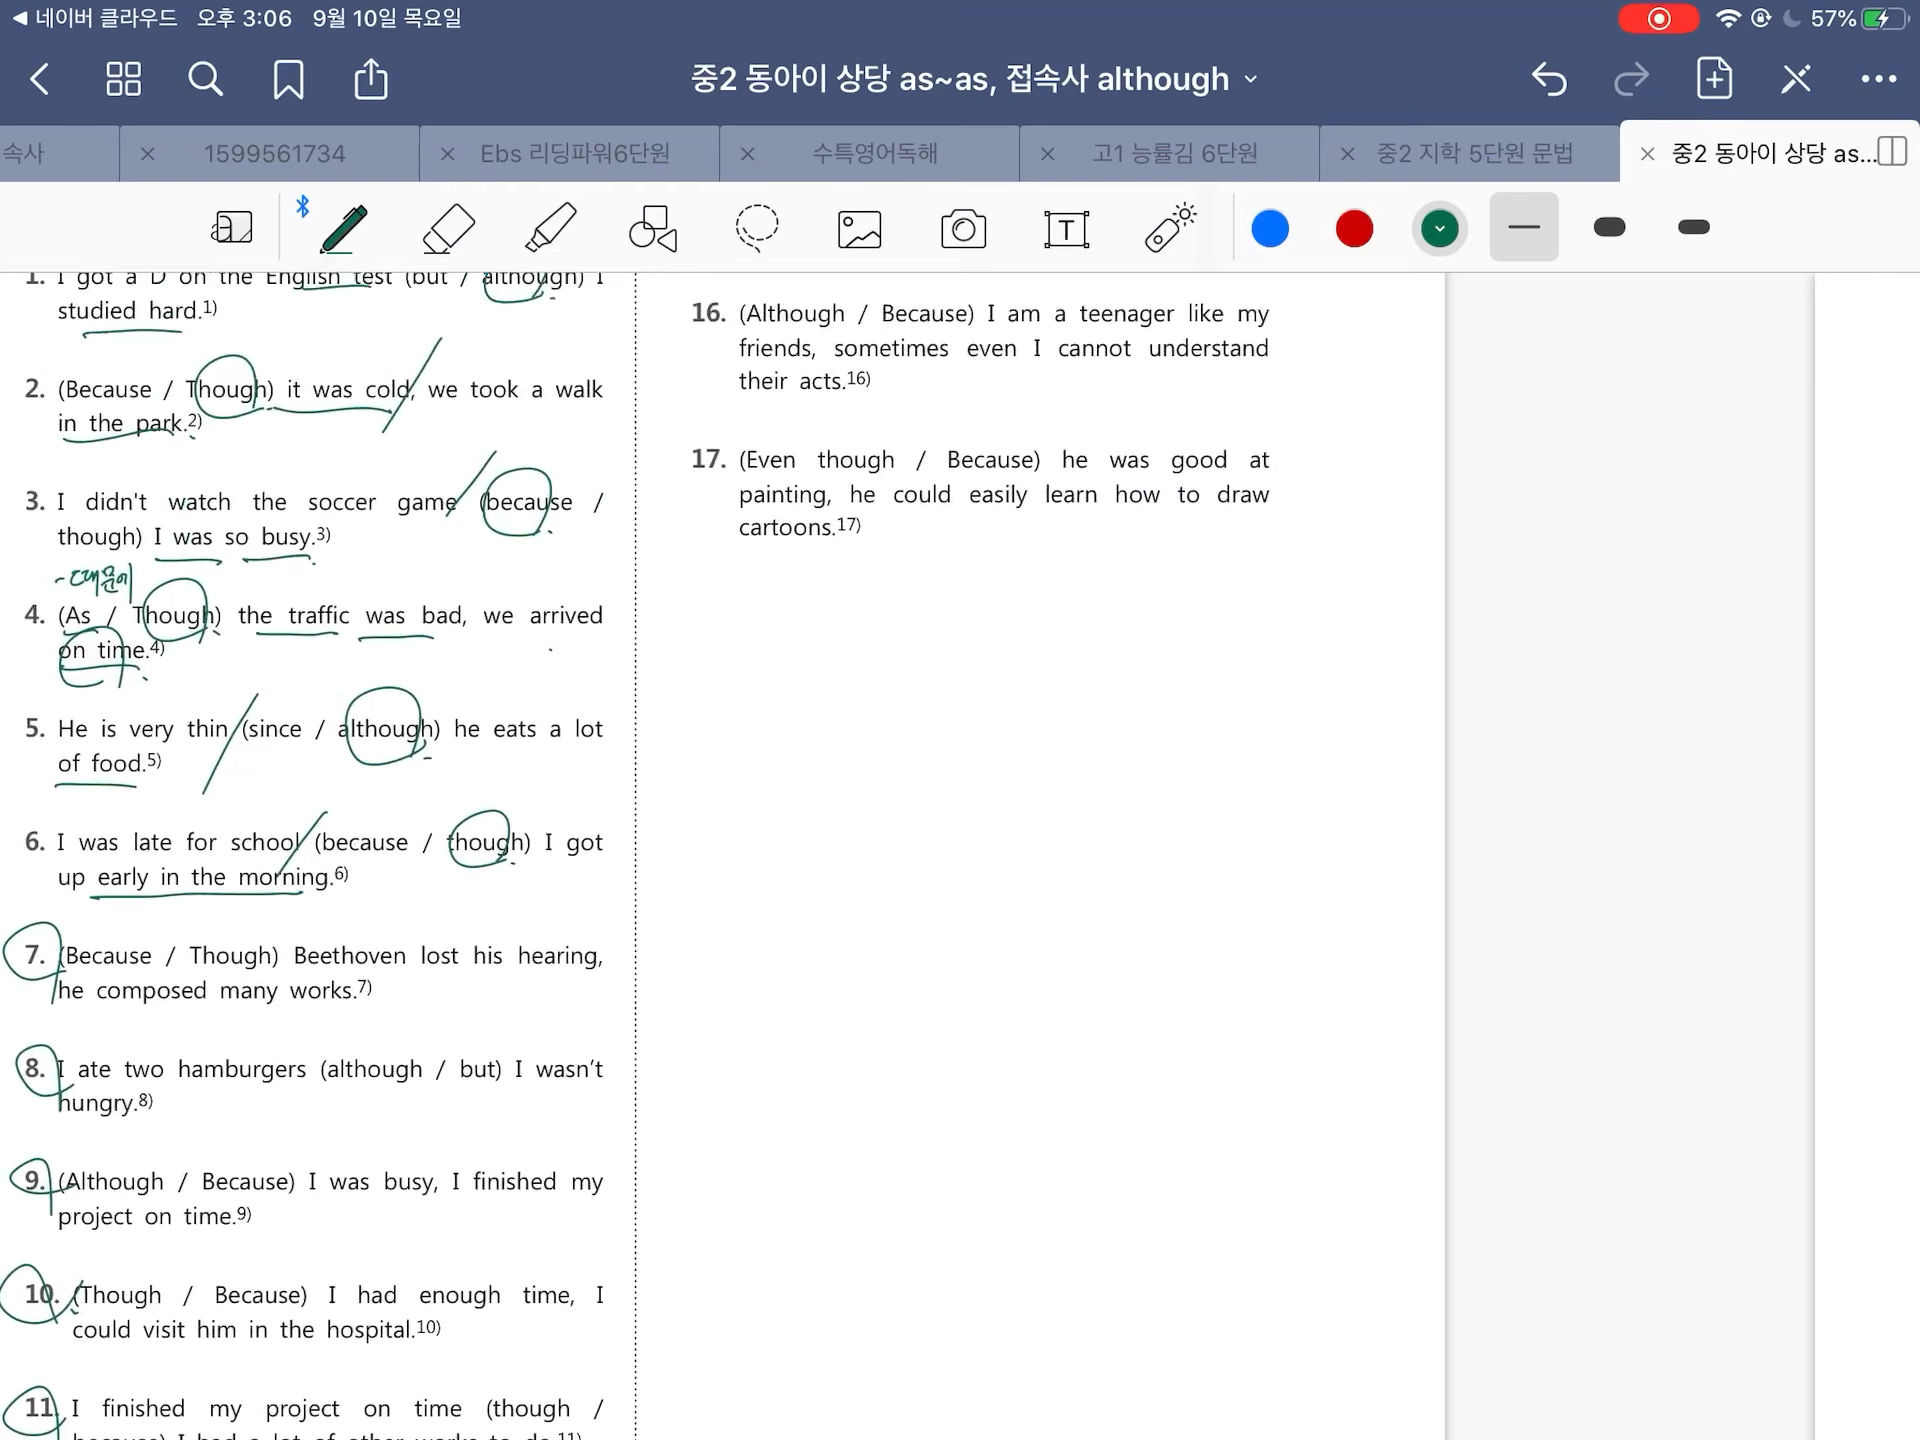 ◀ 네이버 클라우드 오후 3:06 9월 10일 목요일
57%
중2 동아이 상당 as~as, 접속사 although
속사
1599561734
Ebs 리딩파워6단원
수특영어독해
고1 능률김 6단원
중2 지학 5단원 문법
중2 동아이 상당 as...
T
1. I got a D on the English test (but / although) I
studied hard.1)
2. (Because / Though) it was cold, we took a walk
in the park.2)
3. I didn't watch the soccer game (because /
though) I was so busy.3)
~때문에
4. (As / Though) the traffic was bad, we arrived
on time.4)
5. He is very thin (since / although) he eats a lot
of food.5)
6. I was late for school (because / though) I got
up early in the morning.6)
7. (Because / Though) Beethoven lost his hearing,
he composed many works.7)
8. I ate two hamburgers (although / but) I wasn't
hungry.8)
9. (Although / Because) I was busy, I finished my
project on time.9)
10. (Though / Because) I had enough time, I
could visit him in the hospital.10)
11. I finished my project on time (though /
because) I had a lot of other works to do.11)
16. (Although / Because) I am a teenager like my
friends, sometimes even I cannot understand
their acts.16)
17. (Even though / Because) he was good at
painting, he could easily learn how to draw
cartoons.17)